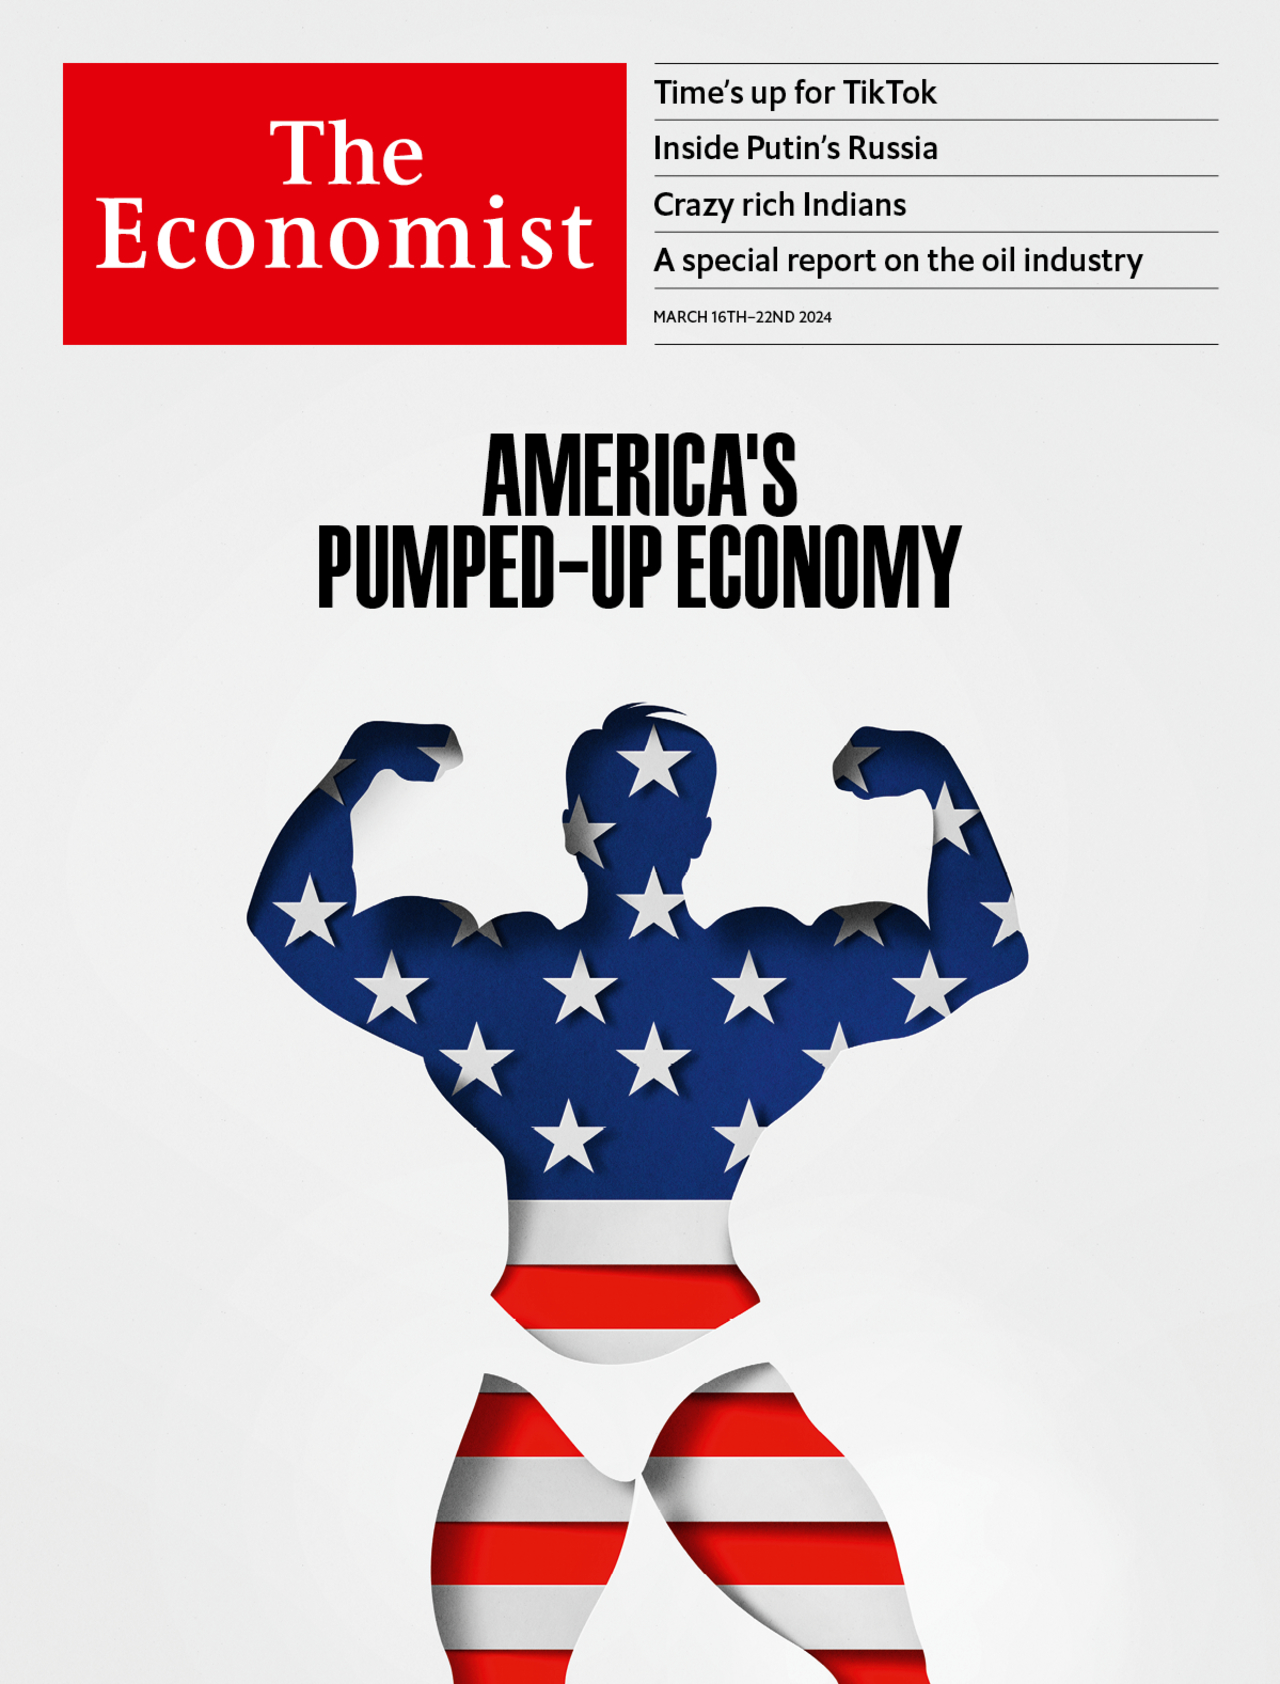 The
Economist
Time's up for TikTok
Inside Putin's Russia
Crazy rich Indians
A special report on the oil industry
MARCH 16TH–22ND 2024
AMERICA'S
PUMPED-UP ECONOMY